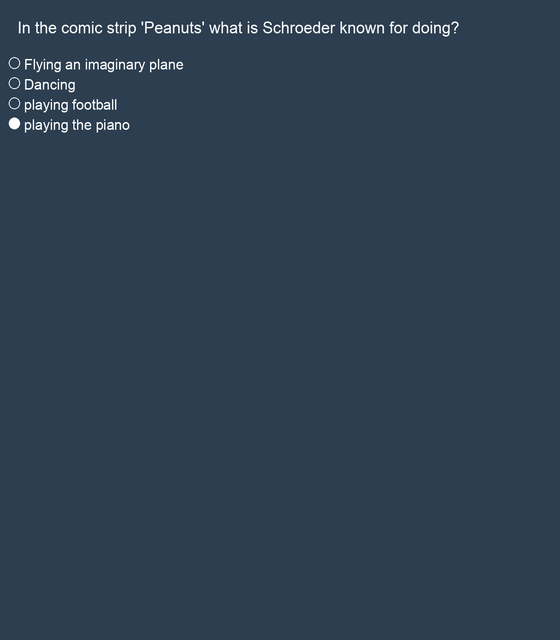 In the comic strip 'Peanuts' what is Schroeder known for doing?
Flying an imaginary plane
Dancing
playing football
playing the piano